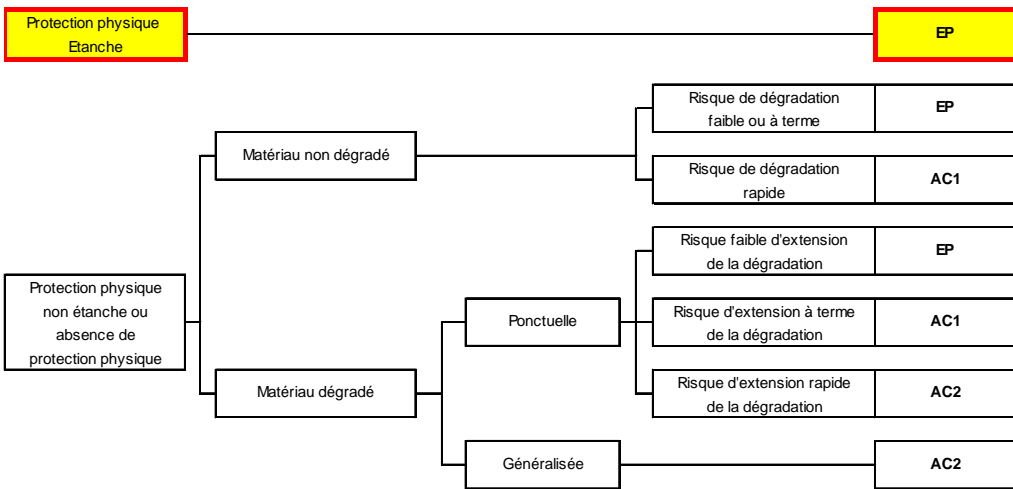 Protection physique
Etanche
EP
Risque de dégradation
faible ou à terme
EP
Matériau non dégradé
Risque de dégradation
rapide
AC1
Risque faible d'extension
de la dégradation
EP
Protection physique
non étanche ou
absence de
protection physique
Ponctuelle
Risque d'extension à terme
de la dégradation
AC1
Matériau dégradé
Risque d'extension rapide
de la dégradation
AC2
Généralisée
AC2